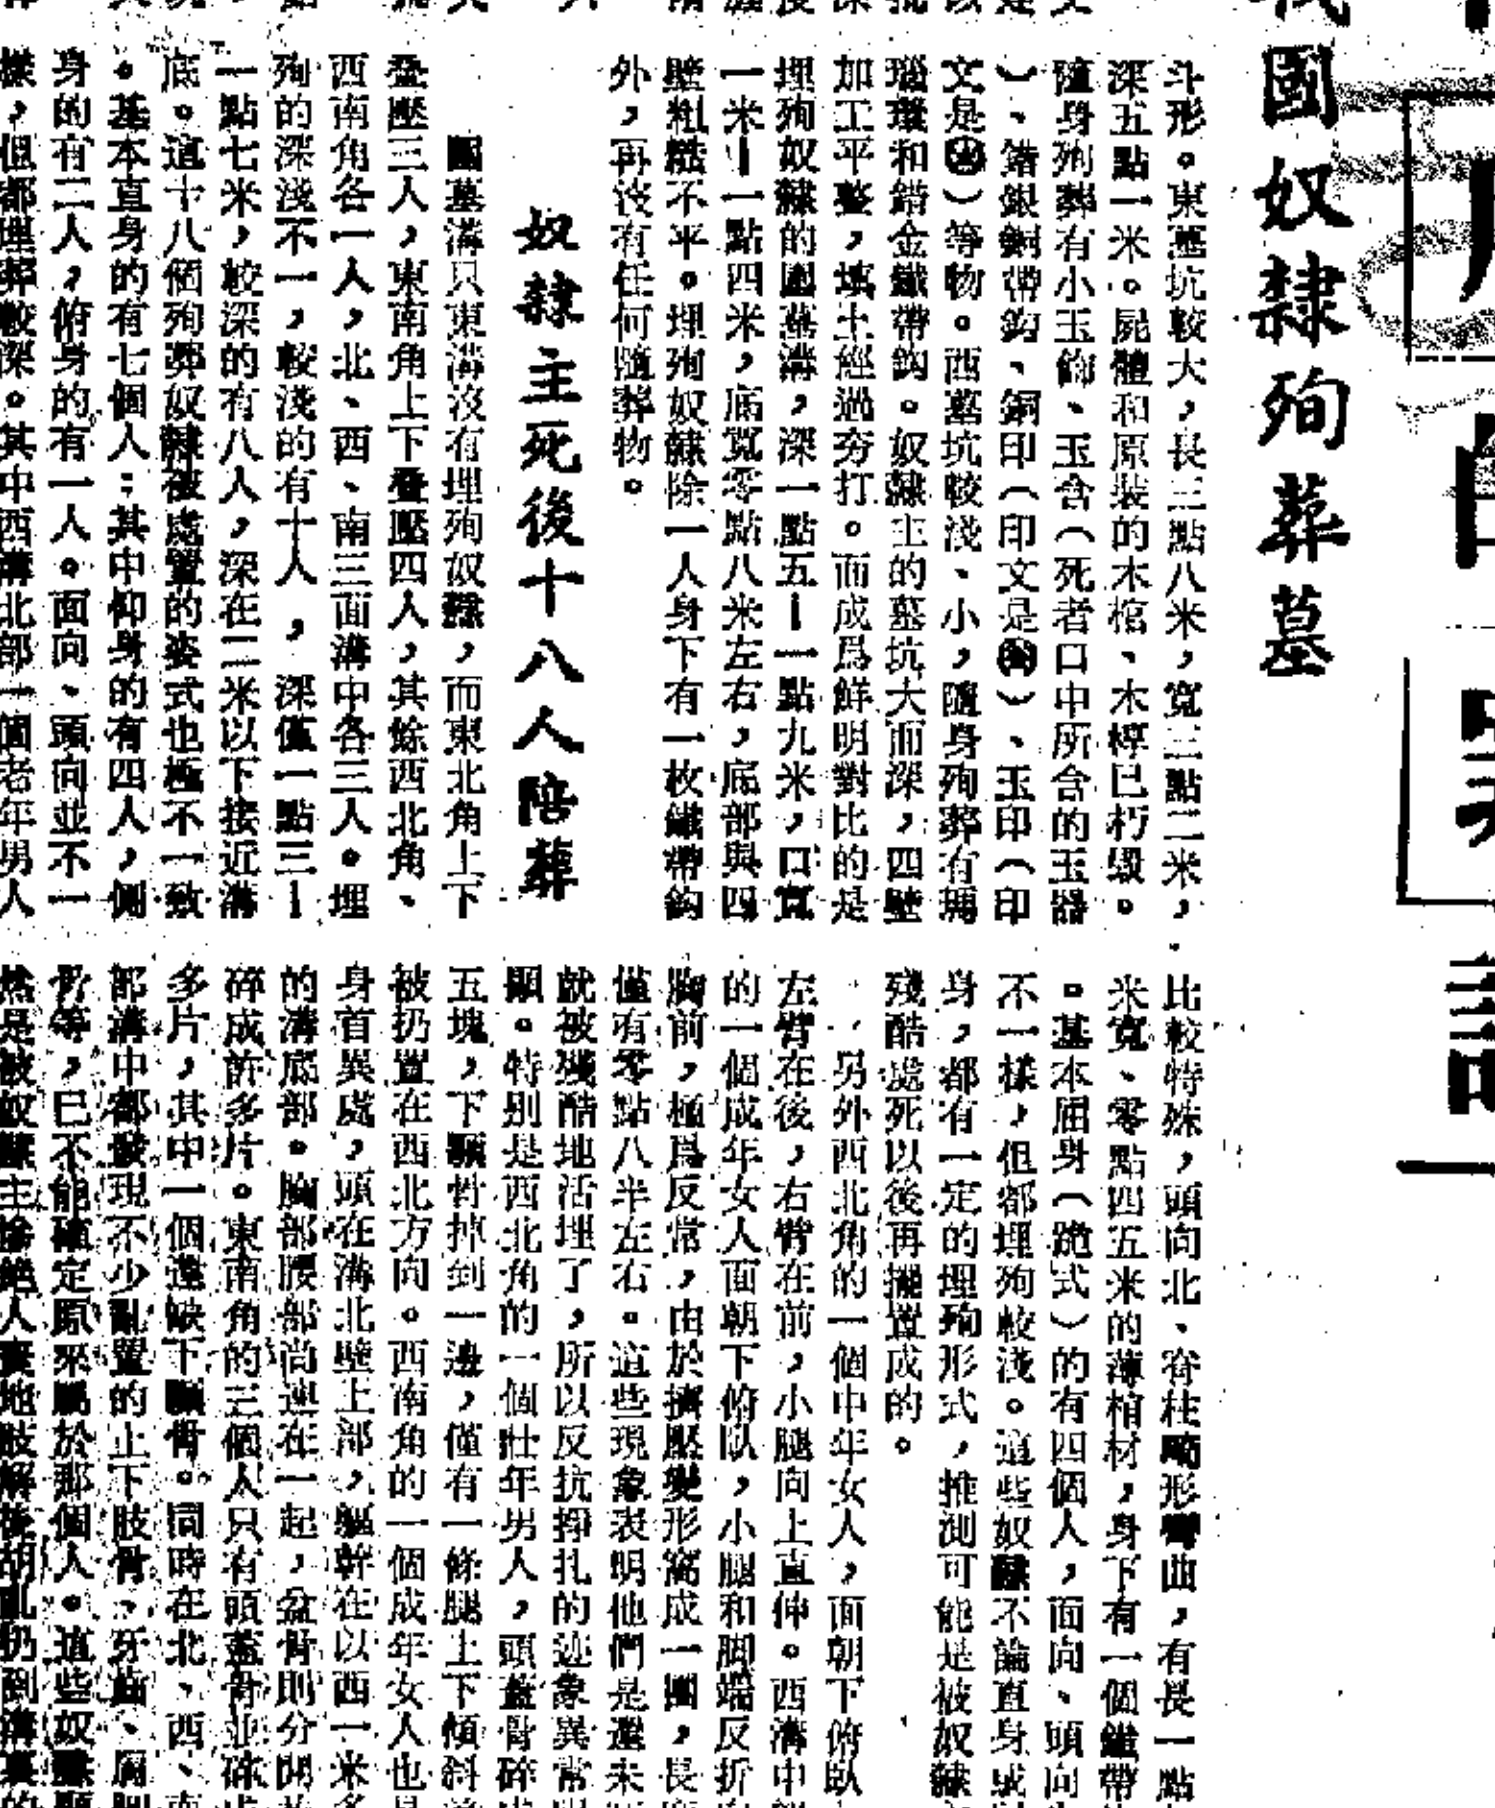 國奴隸殉葬墓
斗形。東墓坑較大，長三點八米，寬三點二米，
深五點一米。屍體和原裝的木棺、木槨已朽毀。
隨身殉葬有小玉飾、玉含（死者口中所含的玉器
）、錯銀銅帶鈎、銅印（印文是）、玉印（印
文是）等物。西墓坑較淺、小，隨身殉葬有瑪
瑙環和錯金鐵帶鈎。奴隸主的墓坑大而深，四壁
加工平整，填土經過夯打。而成爲鮮明對比的是
埋殉奴隸的圍墓溝，深一點五—一點九米，口寬
一米—一點四米，底寬零點八米左右，底部與四
壁粗糙不平。埋殉奴隸除一人身下有一枚鐵帶鈎
外，再沒有任何隨葬物。
奴隸主死後十八人陪葬
圍墓溝只東溝沒有埋殉奴隸，而東北角上下
疊壓三人，東南角上下疊壓四人，其餘西北角、
西南角各一人，北、西、南三面溝中各三人。埋
殉的深淺不一，較淺的有十人，深僅一點三—
一點七米，較深的有八人，深在二米以下接近溝
底。這十八個殉葬奴隸被處置的姿式也極不一致
。基本直身的有七個人：其中仰身的有四人，側
身的有二人，俯身的有一人。面向、頭向並不一
樣，但都埋葬較深。其中西溝北部一個老年男人
比較特殊，頭向北、脊柱畸形彎曲，有長一點
米寬、零點四五米的薄棺材，身下有一個鐵帶
。基本屈身（跪式）的有四個人，面向、頭向
不一樣，但都埋殉較淺。這些奴隸不論直身或
身，都有一定的埋殉形式，推測可能是被奴隸
殘酷處死以後再擺置成的。
另外西北角的一個中年女人，面朝下俯臥
左臂在後，右臂在前，小腿向上直伸。西溝中
的一個成年女人面朝下俯臥，小腿和脚端反折
胸前，極爲反常，由於擠壓變形窩成一團，長
僅有零點八半左右。這些現象表明他們是還未
就被殘酷地活埋了，所以反抗掙扎的迹象異常
顯。特别是西北角的一個壯年男人，頭蓋骨碎
五塊，下顎骨掉到一邊，僅有一條腿上下傾斜
被扔置在西北方向。西南角的一個成年女人也
身首異處，頭在溝北壁上部，軀幹在以西一米多
的溝底部。胸部腰部尚連在一起，盆骨則分開
碎成許多片。東南角的三個人只有頭蓋骨並碎
多片，其中一個還缺下顎骨。同時在北、西、
部溝中都發現不少亂置的上下肢骨、牙齒、
肋等，已不能確定原來屬於那個人。這些奴隸顯
然是被奴隸主慘絶人寰地肢解後胡亂扔到溝裏的